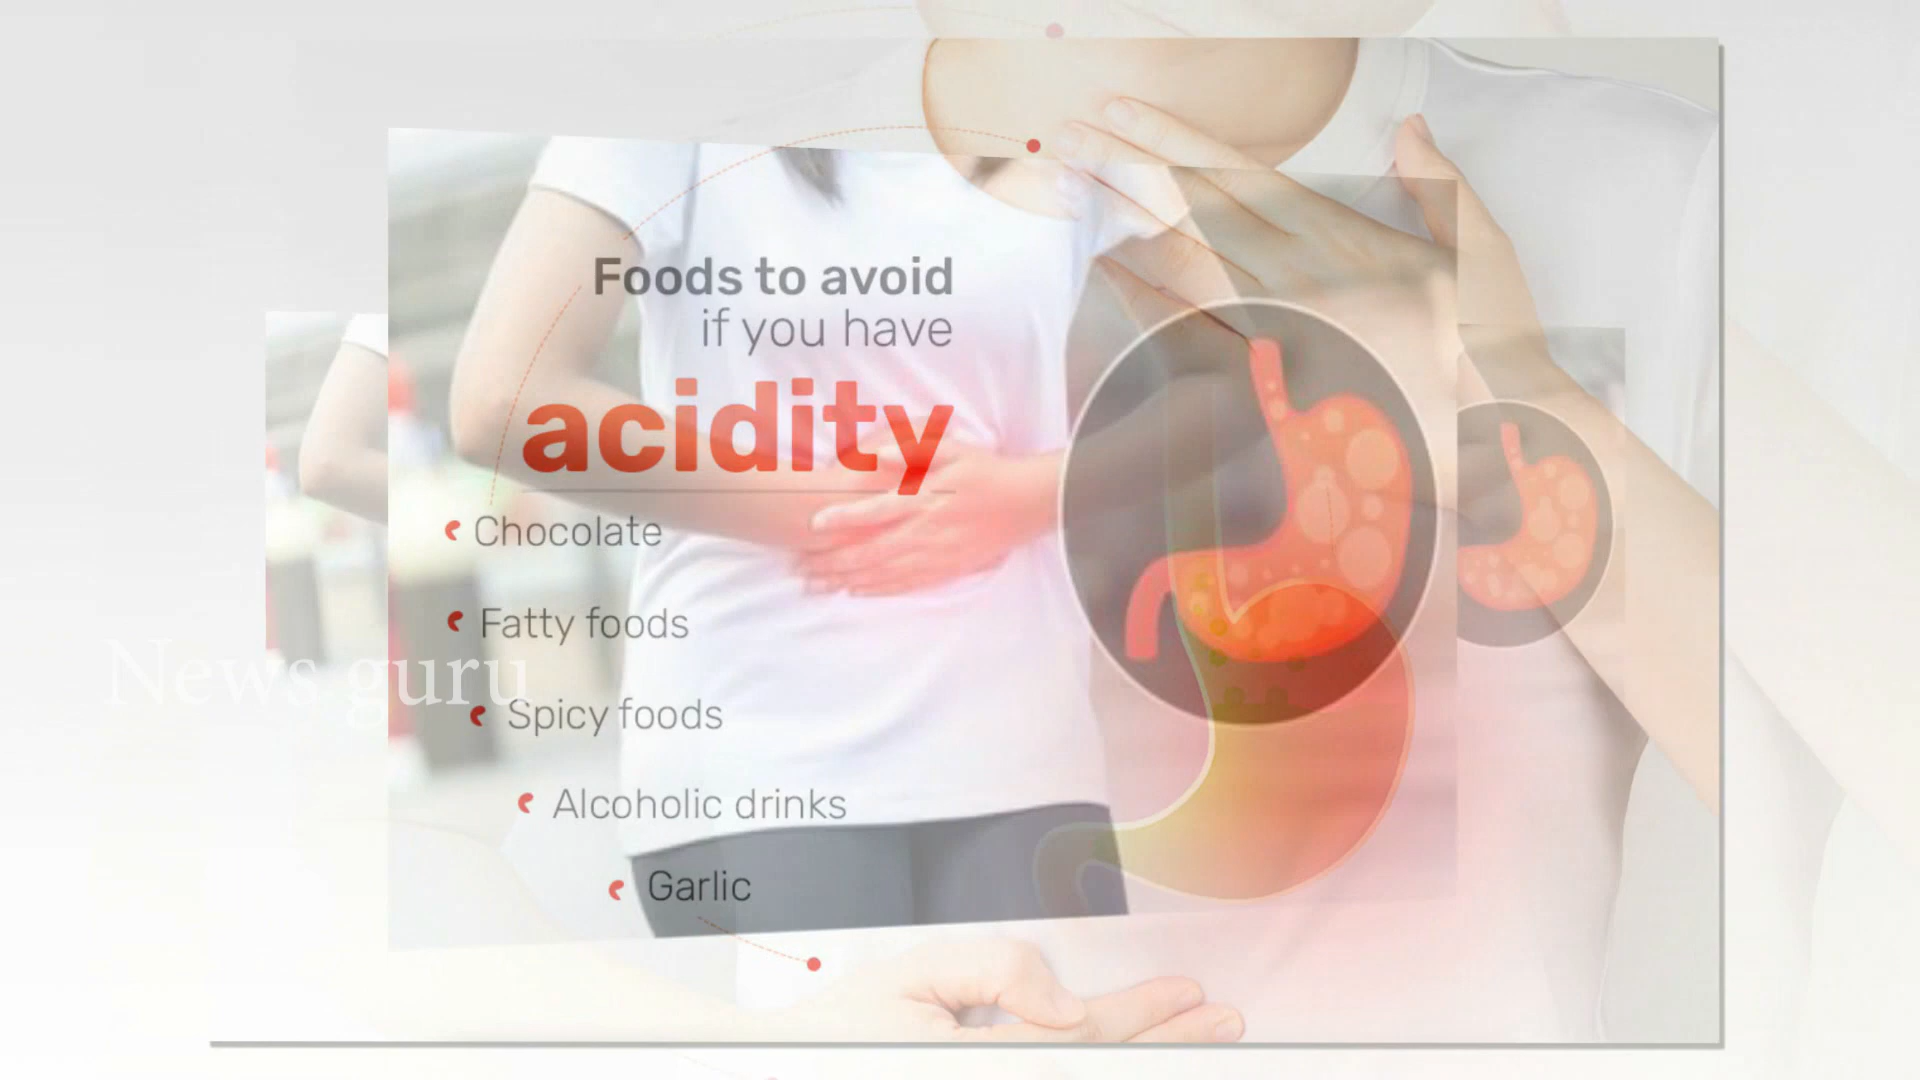 Foods to avoid
if you have
acidity
Chocolate
Fatty foods
News guru
Spicy foods
Alcoholic drinks
Garlic